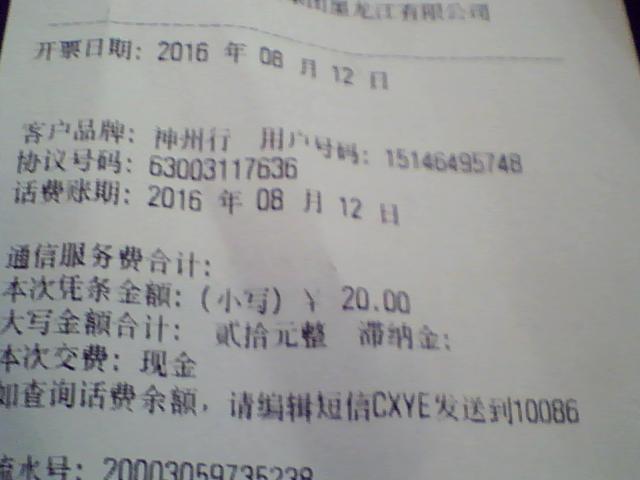 集团黑龙江有限公司
开票日期: 2016 年 08 月 12 日
客户品牌: 神州行 用户号码: 15146495748
协议号码: 63003117636
话费账期: 2016 年 08 月 12 日
通信服务费合计:
本次凭条金额: (小写) ¥ 20.00
大写金额合计: 贰拾元整 滞纳金:
本次交费: 现金
如查询话费余额, 请编辑短信CXYE发送到10086
流水号: 20003059735238